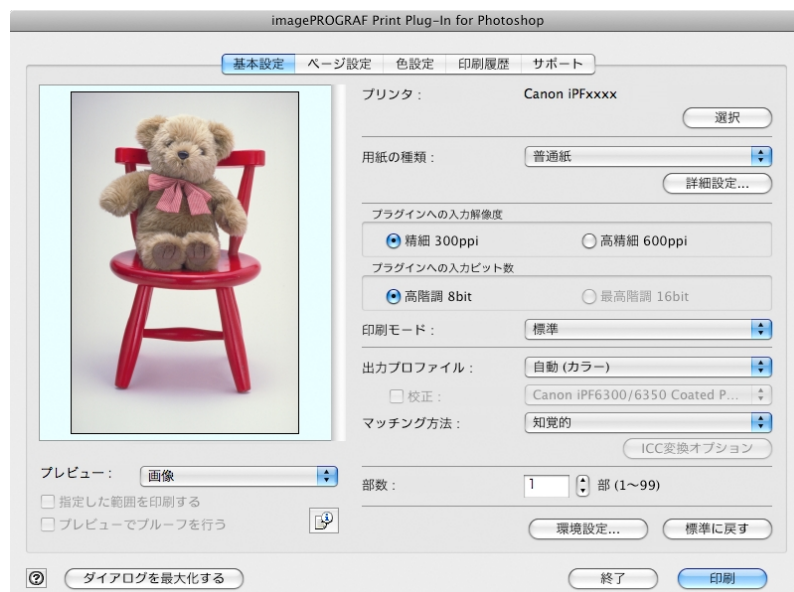 imagePROGRAF Print Plug-In for Photoshop
基本設定 ページ設定 色設定 印刷履歴 サポート
プリンタ： Canon iPFxxxx
選択
用紙の種類： 普通紙
詳細設定...
プラグインへの入力解像度
精細 300ppi 高精細 600ppi
プラグインへの入力ビット数
高階調 8bit 最高階調 16bit
印刷モード： 標準
出力プロファイル： 自動 (カラー)
校正： Canon iPF6300/6350 Coated P...
マッチング方法： 知覚的
ICC変換オプション
プレビュー： 画像
指定した範囲を印刷する
プレビューでプルーフを行う
部数： 1 部 (1〜99)
環境設定... 標準に戻す
? ダイアログを最大化する 終了 印刷